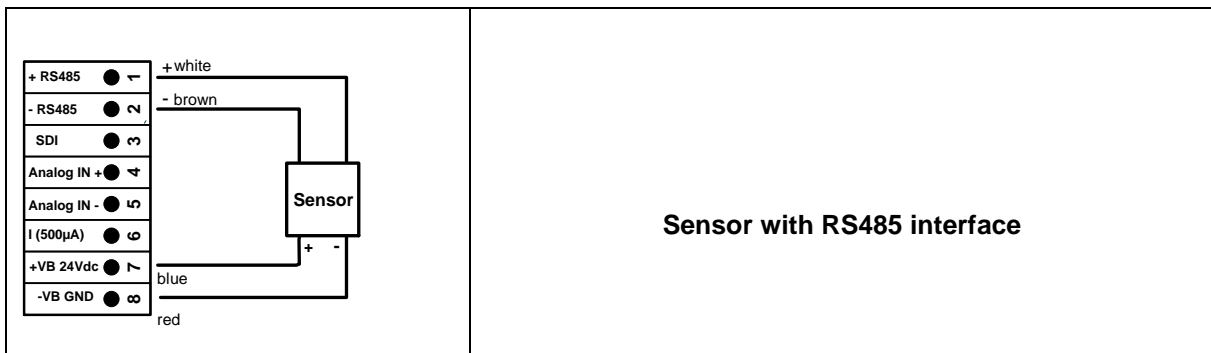 + RS485 1 +white
- RS485 2 - brown
SDI 3
Analog IN + 4
Analog IN - 5
I (500µA) 6
+VB 24Vdc 7 blue
-VB GND 8 red
Sensor
+ -
Sensor with RS485 interface